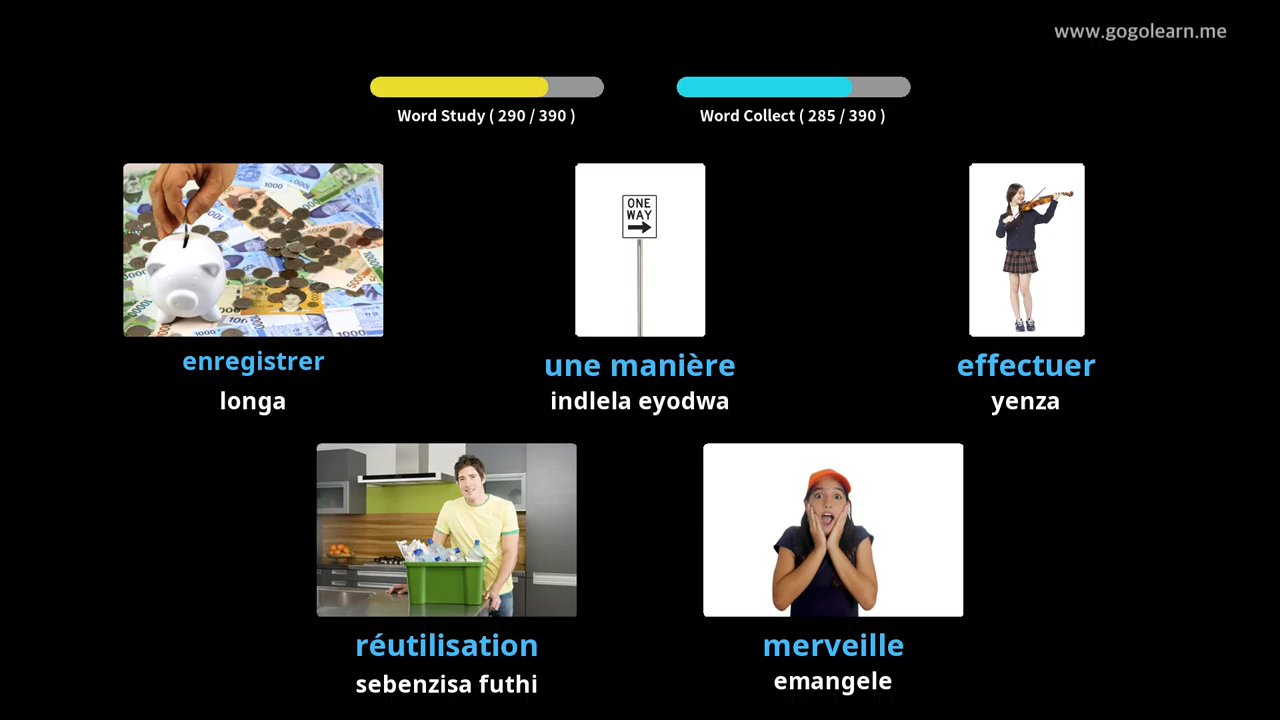 www.gogolearn.me
Word Study ( 290 / 390 )
Word Collect ( 285 / 390 )
ONE
WAY
enregistrer
longa
une manière
indlela eyodwa
effectuer
yenza
réutilisation
sebenzisa futhi
merveille
emangele